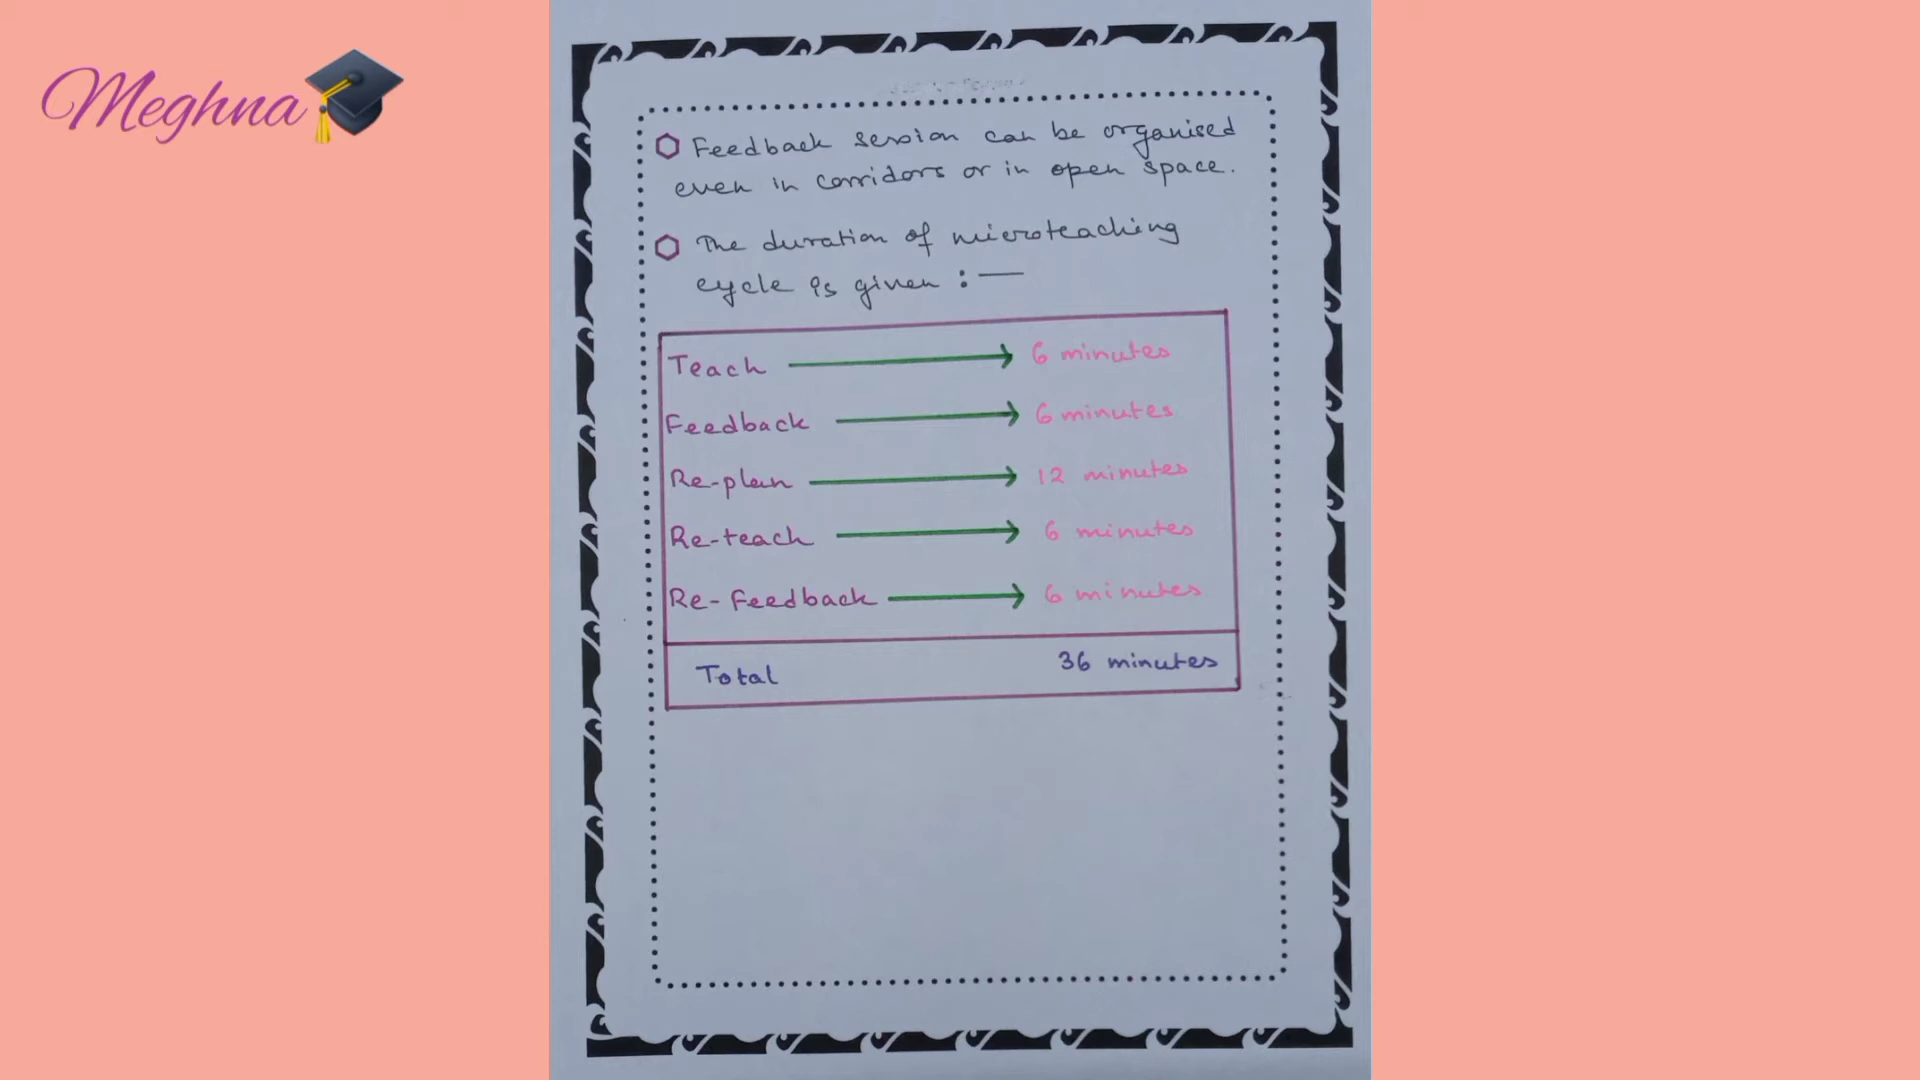 Meghna
Feedback session can be organised
even in corridors or in open space.
The duration of microteaching
cycle is given :—
Teach → 6 minutes
Feedback → 6 minutes
Re-plan → 12 minutes
Re-teach → 6 minutes
Re-feedback → 6 minutes
Total 36 minutes